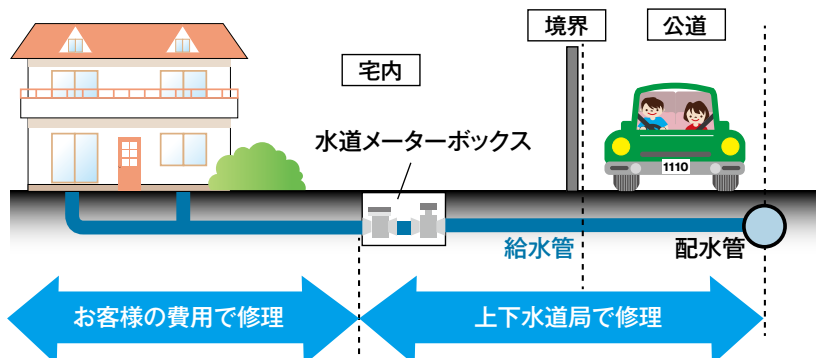 境界
公道
宅内
水道メーターボックス
1110
給水管
配水管
お客様の費用で修理
上下水道局で修理